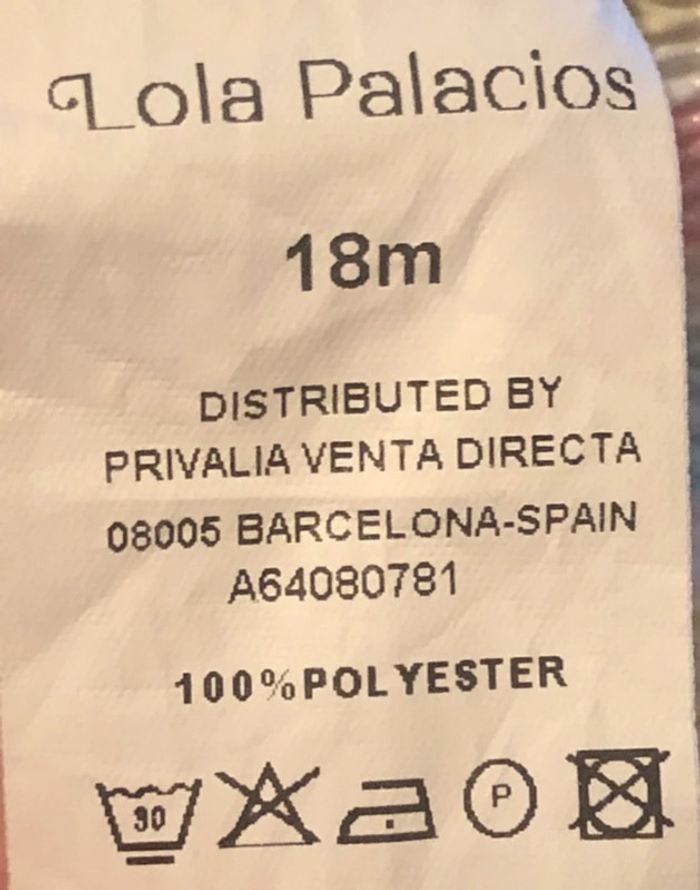 Lola Palacios
18m
DISTRIBUTED BY
PRIVALIA VENTA DIRECTA
08005 BARCELONA-SPAIN
A64080781
100%POLYESTER
30 P